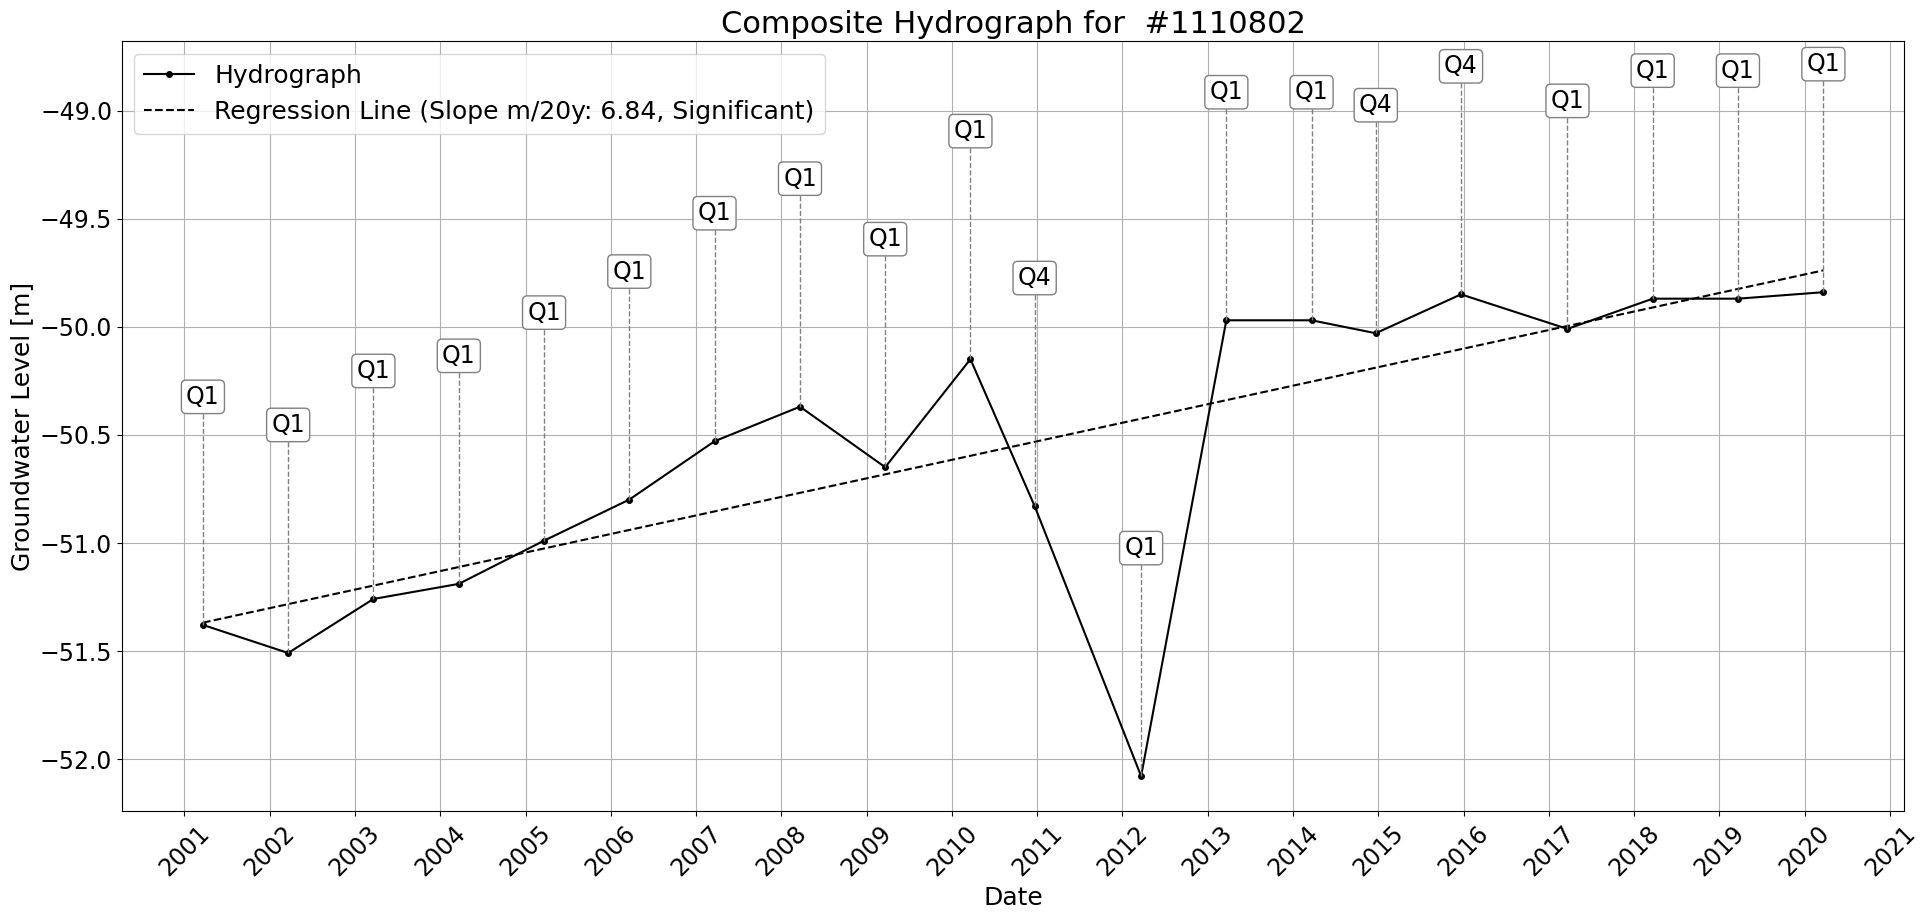 Composite Hydrograph for  #1110802
Hydrograph
Regression Line (Slope m/20y: 6.84, Significant)
Groundwater Level [m]
−49.0
−49.5
−50.0
−50.5
−51.0
−51.5
−52.0
Q1
Q1
Q1
Q1
Q1
Q1
Q1
Q1
Q1
Q1
Q4
Q1
Q1
Q1
Q4
Q4
Q1
Q1
Q1
Q1
2001
2002
2003
2004
2005
2006
2007
2008
2009
2010
2011
2012
2013
2014
2015
2016
2017
2018
2019
2020
2021
Date